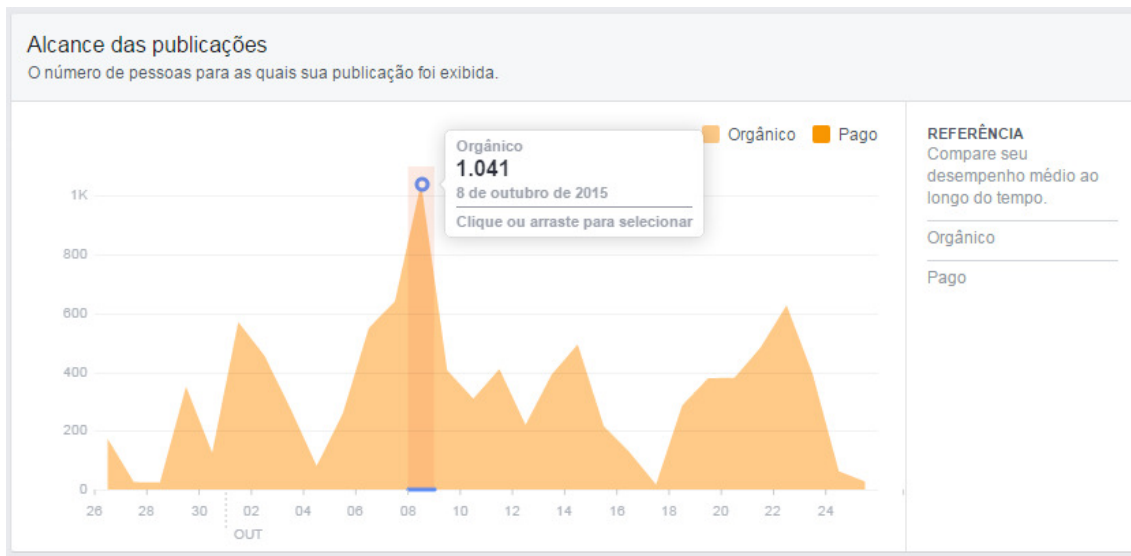 Alcance das publicações
O número de pessoas para as quais sua publicação foi exibida.
Orgânico
Pago
Orgânico
1.041
8 de outubro de 2015
Clique ou arraste para selecionar
1K
800
600
400
200
0
26 28 30 02 04 06 08 10 12 14 16 18 20 22 24
OUT
REFERÊNCIA
Compare seu
desempenho médio ao
longo do tempo.
Orgânico
Pago